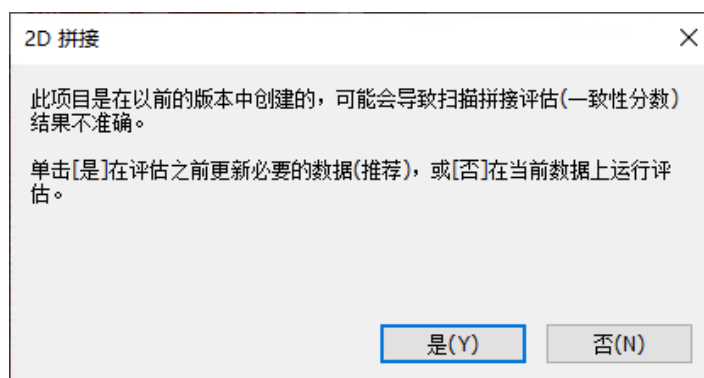 2D 拼接
此项目是在以前的版本中创建的，可能会导致扫描拼接评估(一致性分数)
结果不准确。
单击[是]在评估之前更新必要的数据(推荐)，或[否]在当前数据上运行评
估。
是(Y)
否(N)